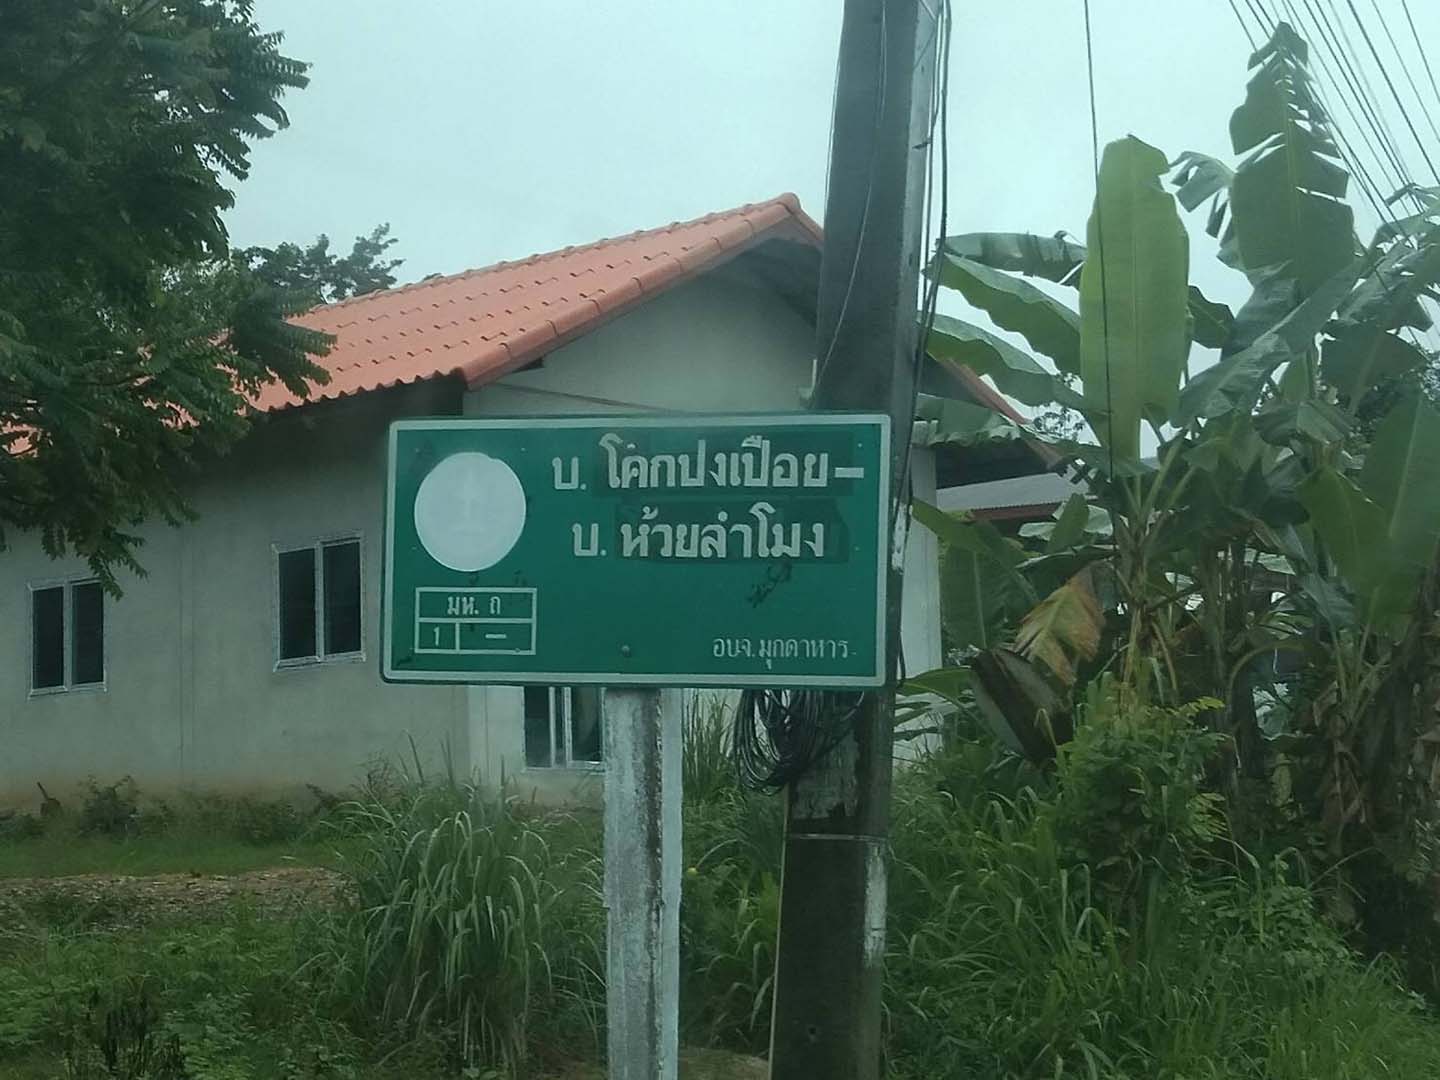 บ. โคกปงเปือย–
บ. ห้วยลำโมง
มห. ถ
1 –
อบจ.มุกดาหาร